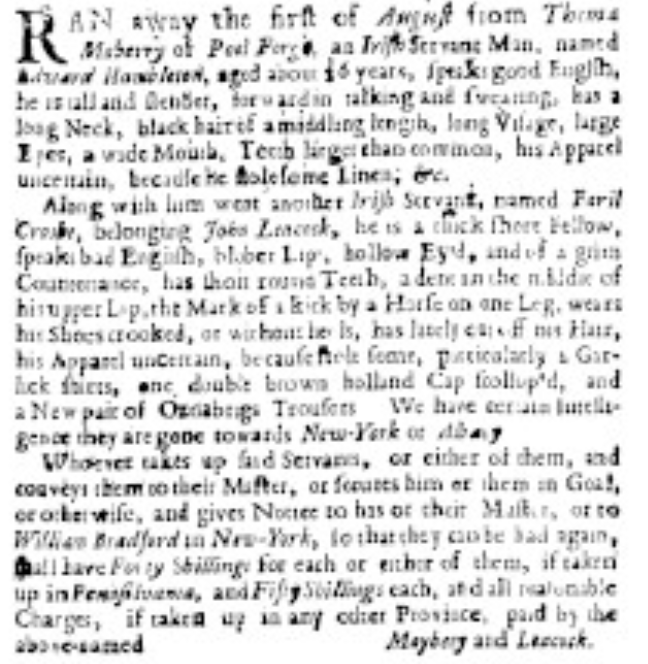 RAN away the first of August from Thomas
Mayberry of Pool Forge, an Irish Servant Man, named
Edward Hambleton, aged about 26 years, speaks good English,
he is tall and slender, forward in talking and swearing, has a
long Neck, black hair of a middling length, long Visage, large
Eyes, a wide Mouth, Teeth larger than common, his Apparel
uncertain, because he stole some Linen; &c.
Along with him went another Irish Servant, named
belonging John Leacock, he is a thick short Fellow,
speaks bad English, blober Lip, hollow Ey'd, and of a grim
Countenance, has short round Teeth, a dent in the middle of
his upper Lip, the Mark of a kick by a Horse on one Leg, wears
his Shoes crooked, or without heels, has lately cut off his Hair,
his Apparel uncertain, because stole some, particularly a Gar-
lick shirts, one double brown holland Cap scollup'd, and
a New pair of Oznabergs Trousers We have certain Intelli-
gence they are gone towards New-York or Albany
Whoever takes up said Servants, or either of them, and
conveys them to their Master, or secures him or them in Goal,
or otherwise, and gives Notice to his or their Master, or to
William Bradford in New-York, so that they can be had again,
shall have Forty Shillings for each or either of them, if taken
up in Pensilvania, and Fifty Shillings each, and all reasonable
Charges, if taken up in any other Province, paid by the
above-named Maybery and Leacock.